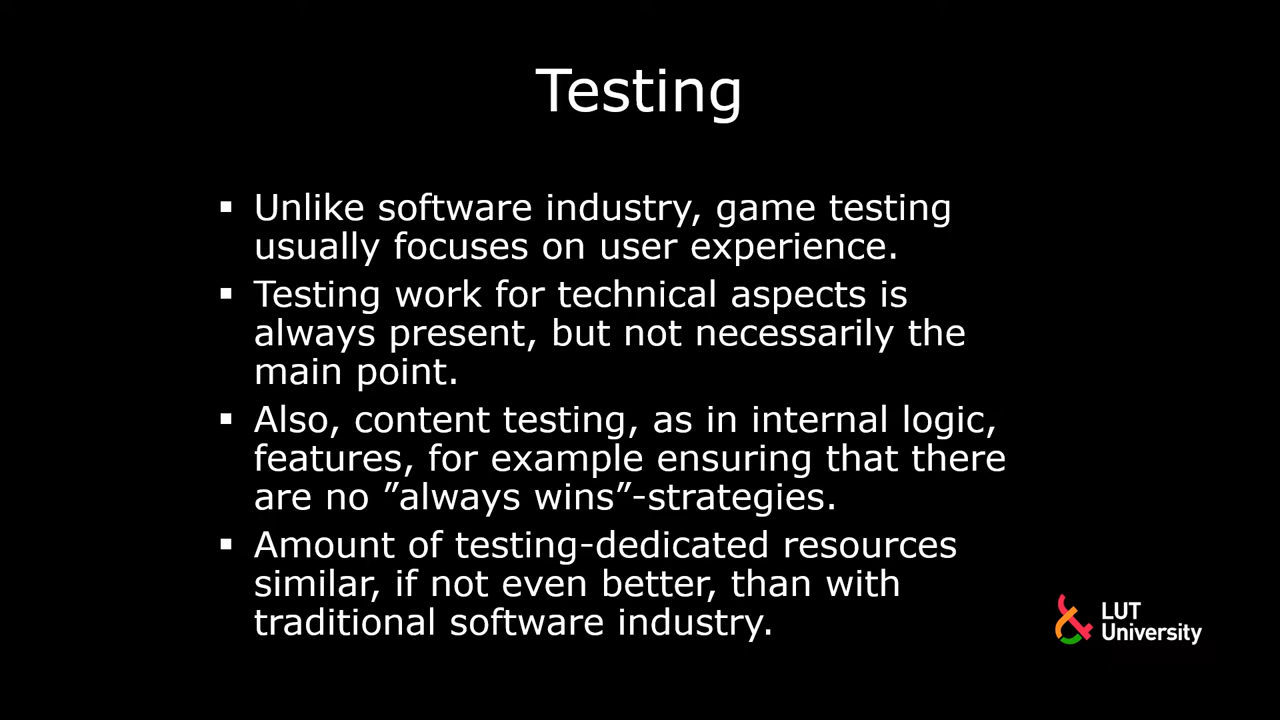 Testing
▪ Unlike software industry, game testing
usually focuses on user experience.
▪ Testing work for technical aspects is
always present, but not necessarily the
main point.
▪ Also, content testing, as in internal logic,
features, for example ensuring that there
are no ”always wins”-strategies.
▪ Amount of testing-dedicated resources
similar, if not even better, than with
traditional software industry.
LUT
University